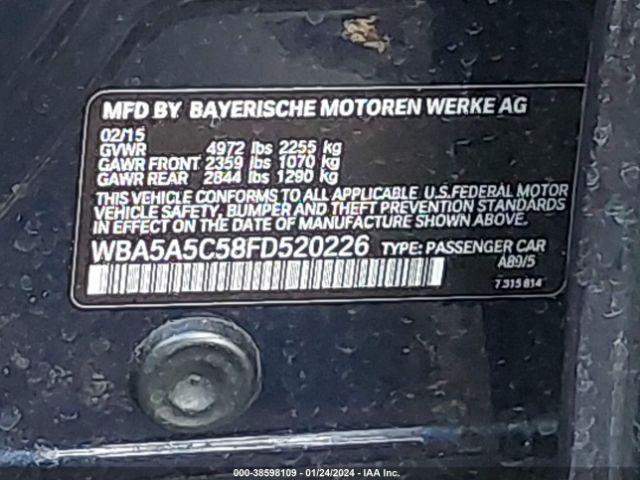 MFD BY BAYERISCHE MOTOREN WERKE AG
02/15
GVWR 4972 lbs 2255 kg
GAWR FRONT 2359 lbs 1070 kg
GAWR REAR 2844 lbs 1290 kg
THIS VEHICLE CONFORMS TO ALL APPLICABLE U.S.FEDERAL MOTOR
VEHICLE SAFETY, BUMPER AND THEFT PREVENTION STANDARDS
IN EFFECT ON THE DATE OF MANUFACTURE SHOWN ABOVE.
WBA5A5C58FD520226 TYPE: PASSENGER CAR
A89/5
7 315 814
000-38598109 - 01/24/2024 - IAA Inc.